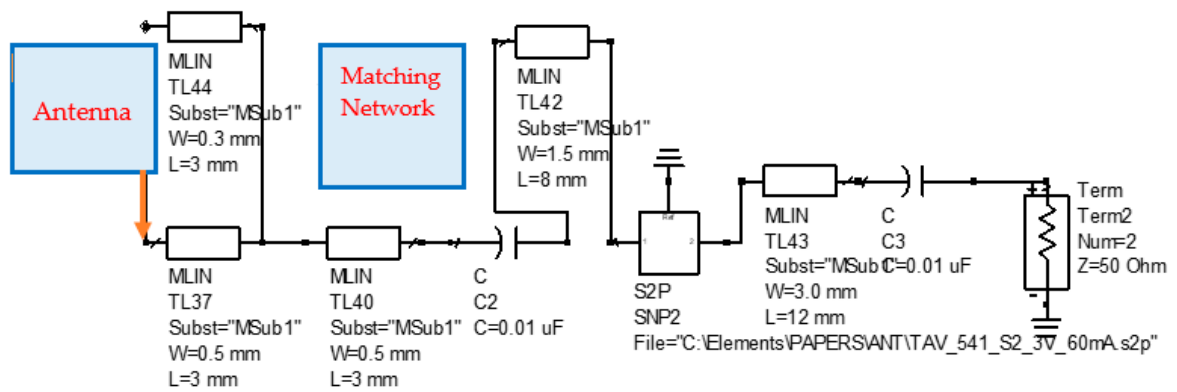 MLIN
TL44
Subst="MSub1"
W=0.3 mm
L=3 mm
Antenna
Matching
Network
MLIN
TL42
Subst="MSub1"
W=1.5 mm
L=8 mm
MLIN
TL37
Subst="MSub1"
W=0.5 mm
L=3 mm
MLIN
TL40
Subst="MSub1"
W=0.5 mm
L=3 mm
C
C2
C=0.01 uF
Ref
1
2
S2P
SNP2
File="C:\Elements\PAPERS\ANT\TAV_541_S2_3V_60mA.s2p"
MLIN
TL43
Subst="MSub1"
W=3.0 mm
L=12 mm
C
C3
C=0.01 uF
Term
Term2
Num=2
Z=50 Ohm